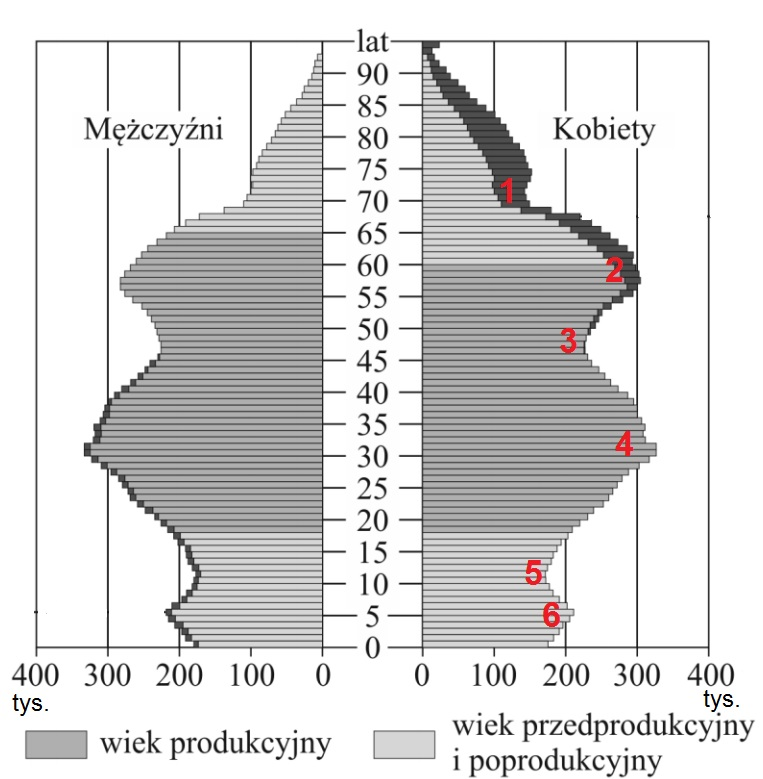 lat
90
85
80
75
70
65
60
55
50
45
40
35
30
25
20
15
10
5
0
Mężczyźni
Kobiety
1
2
3
4
5
6
400 300 200 100 0
0 100 200 300 400
tys.
tys.
wiek produkcyjny
wiek przedprodukcyjny
i poprodukcyjny